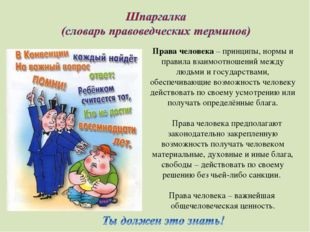 Шпаргалка
(словарь правоведческих терминов)
В Конвенции каждый найдёт
На важный вопрос
ответ:
ПОМНИ!
Ребёнком
считается тот,
Кто не достиг
восемнадцати
лет.
Права человека – принципы, нормы и
правила взаимоотношений между
людьми и государствами,
обеспечивающие возможность человеку
действовать по своему усмотрению или
получать определённые блага.
Права человека предполагают
законодательно закрепленную
возможность получать человеком
материальные, духовные и иные блага,
свободы – действовать по своему
решению без чьей-либо санкции.
Права человека – важнейшая
общечеловеческая ценность.
Ты должен это знать!